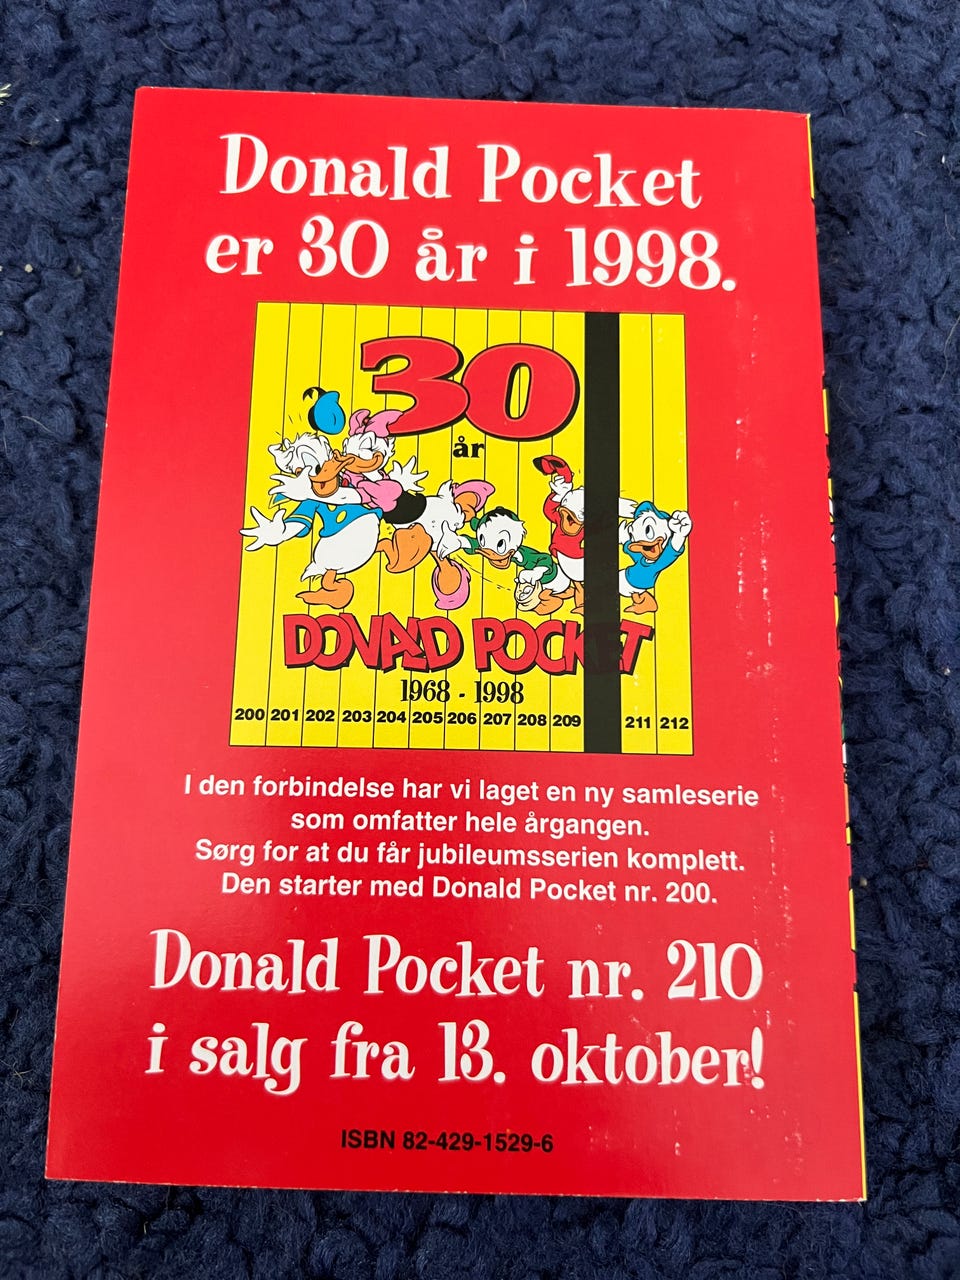 Donald Pocket
er 30 år i 1998.
30
år
DONALD POCKET
1968 - 1998
200 201 202 203 204 205 206 207 208 209 211 212
I den forbindelse har vi laget en ny samleserie
som omfatter hele årgangen.
Sørg for at du får jubileumsserien komplett.
Den starter med Donald Pocket nr. 200.
Donald Pocket nr. 210
i salg fra 13. oktober!
ISBN 82-429-1529-6